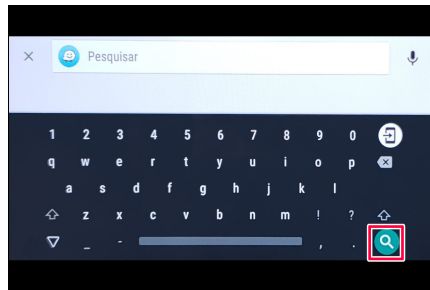 Pesquisar
1 2 3 4 5 6 7 8 9 0
q w e r t y u i o p
a s d f g h j k l
z x c v b n m ! ?
_ - , .